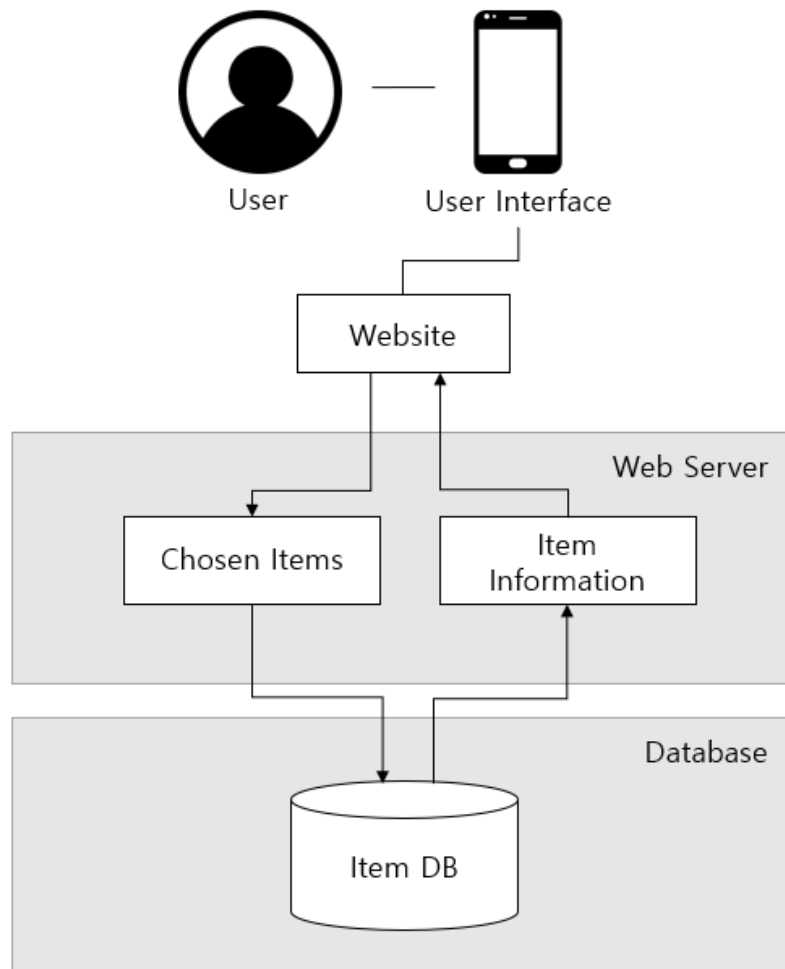 User
User Interface
Website
Web Server
Chosen Items
Item
Information
Database
Item DB